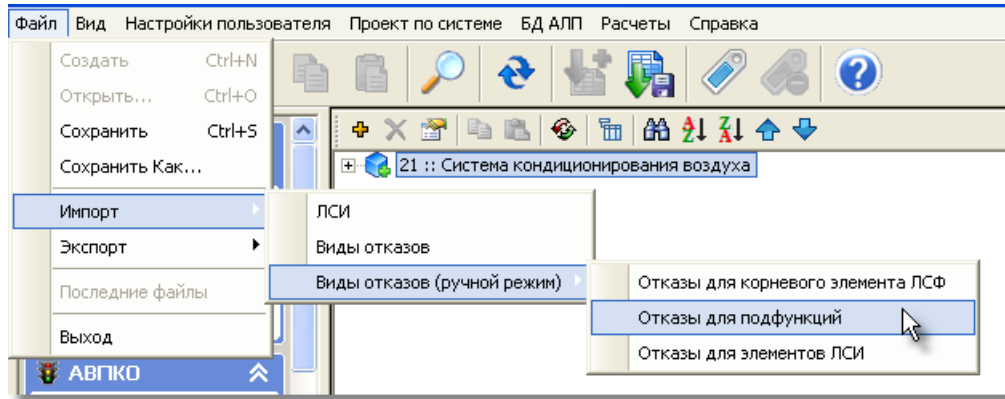 Файл Вид Настройки пользователя Проект по системе БД АЛП Расчеты Справка
Создать Ctrl+N
Открыть... Ctrl+O
Сохранить Ctrl+S
Сохранить Как...
21 :: Система кондиционирования воздуха
Импорт
Экспорт
Последние файлы
Выход
ЛСИ
Виды отказов
Виды отказов (ручной режим)
Отказы для корневого элемента ЛСФ
Отказы для подфункций
Отказы для элементов ЛСИ
АВПКО